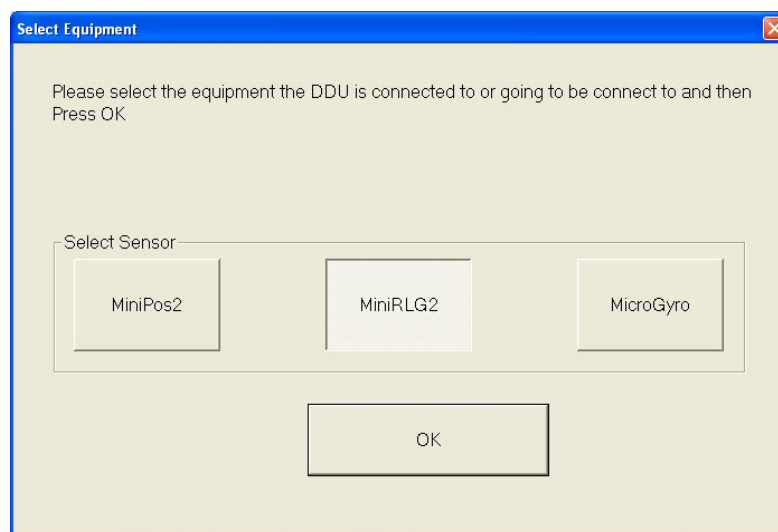 Select Equipment
Please select the equipment the DDU is connected to or going to be connect to and then
Press OK
Select Sensor
MiniPos2
MiniRLG2
MicroGyro
OK